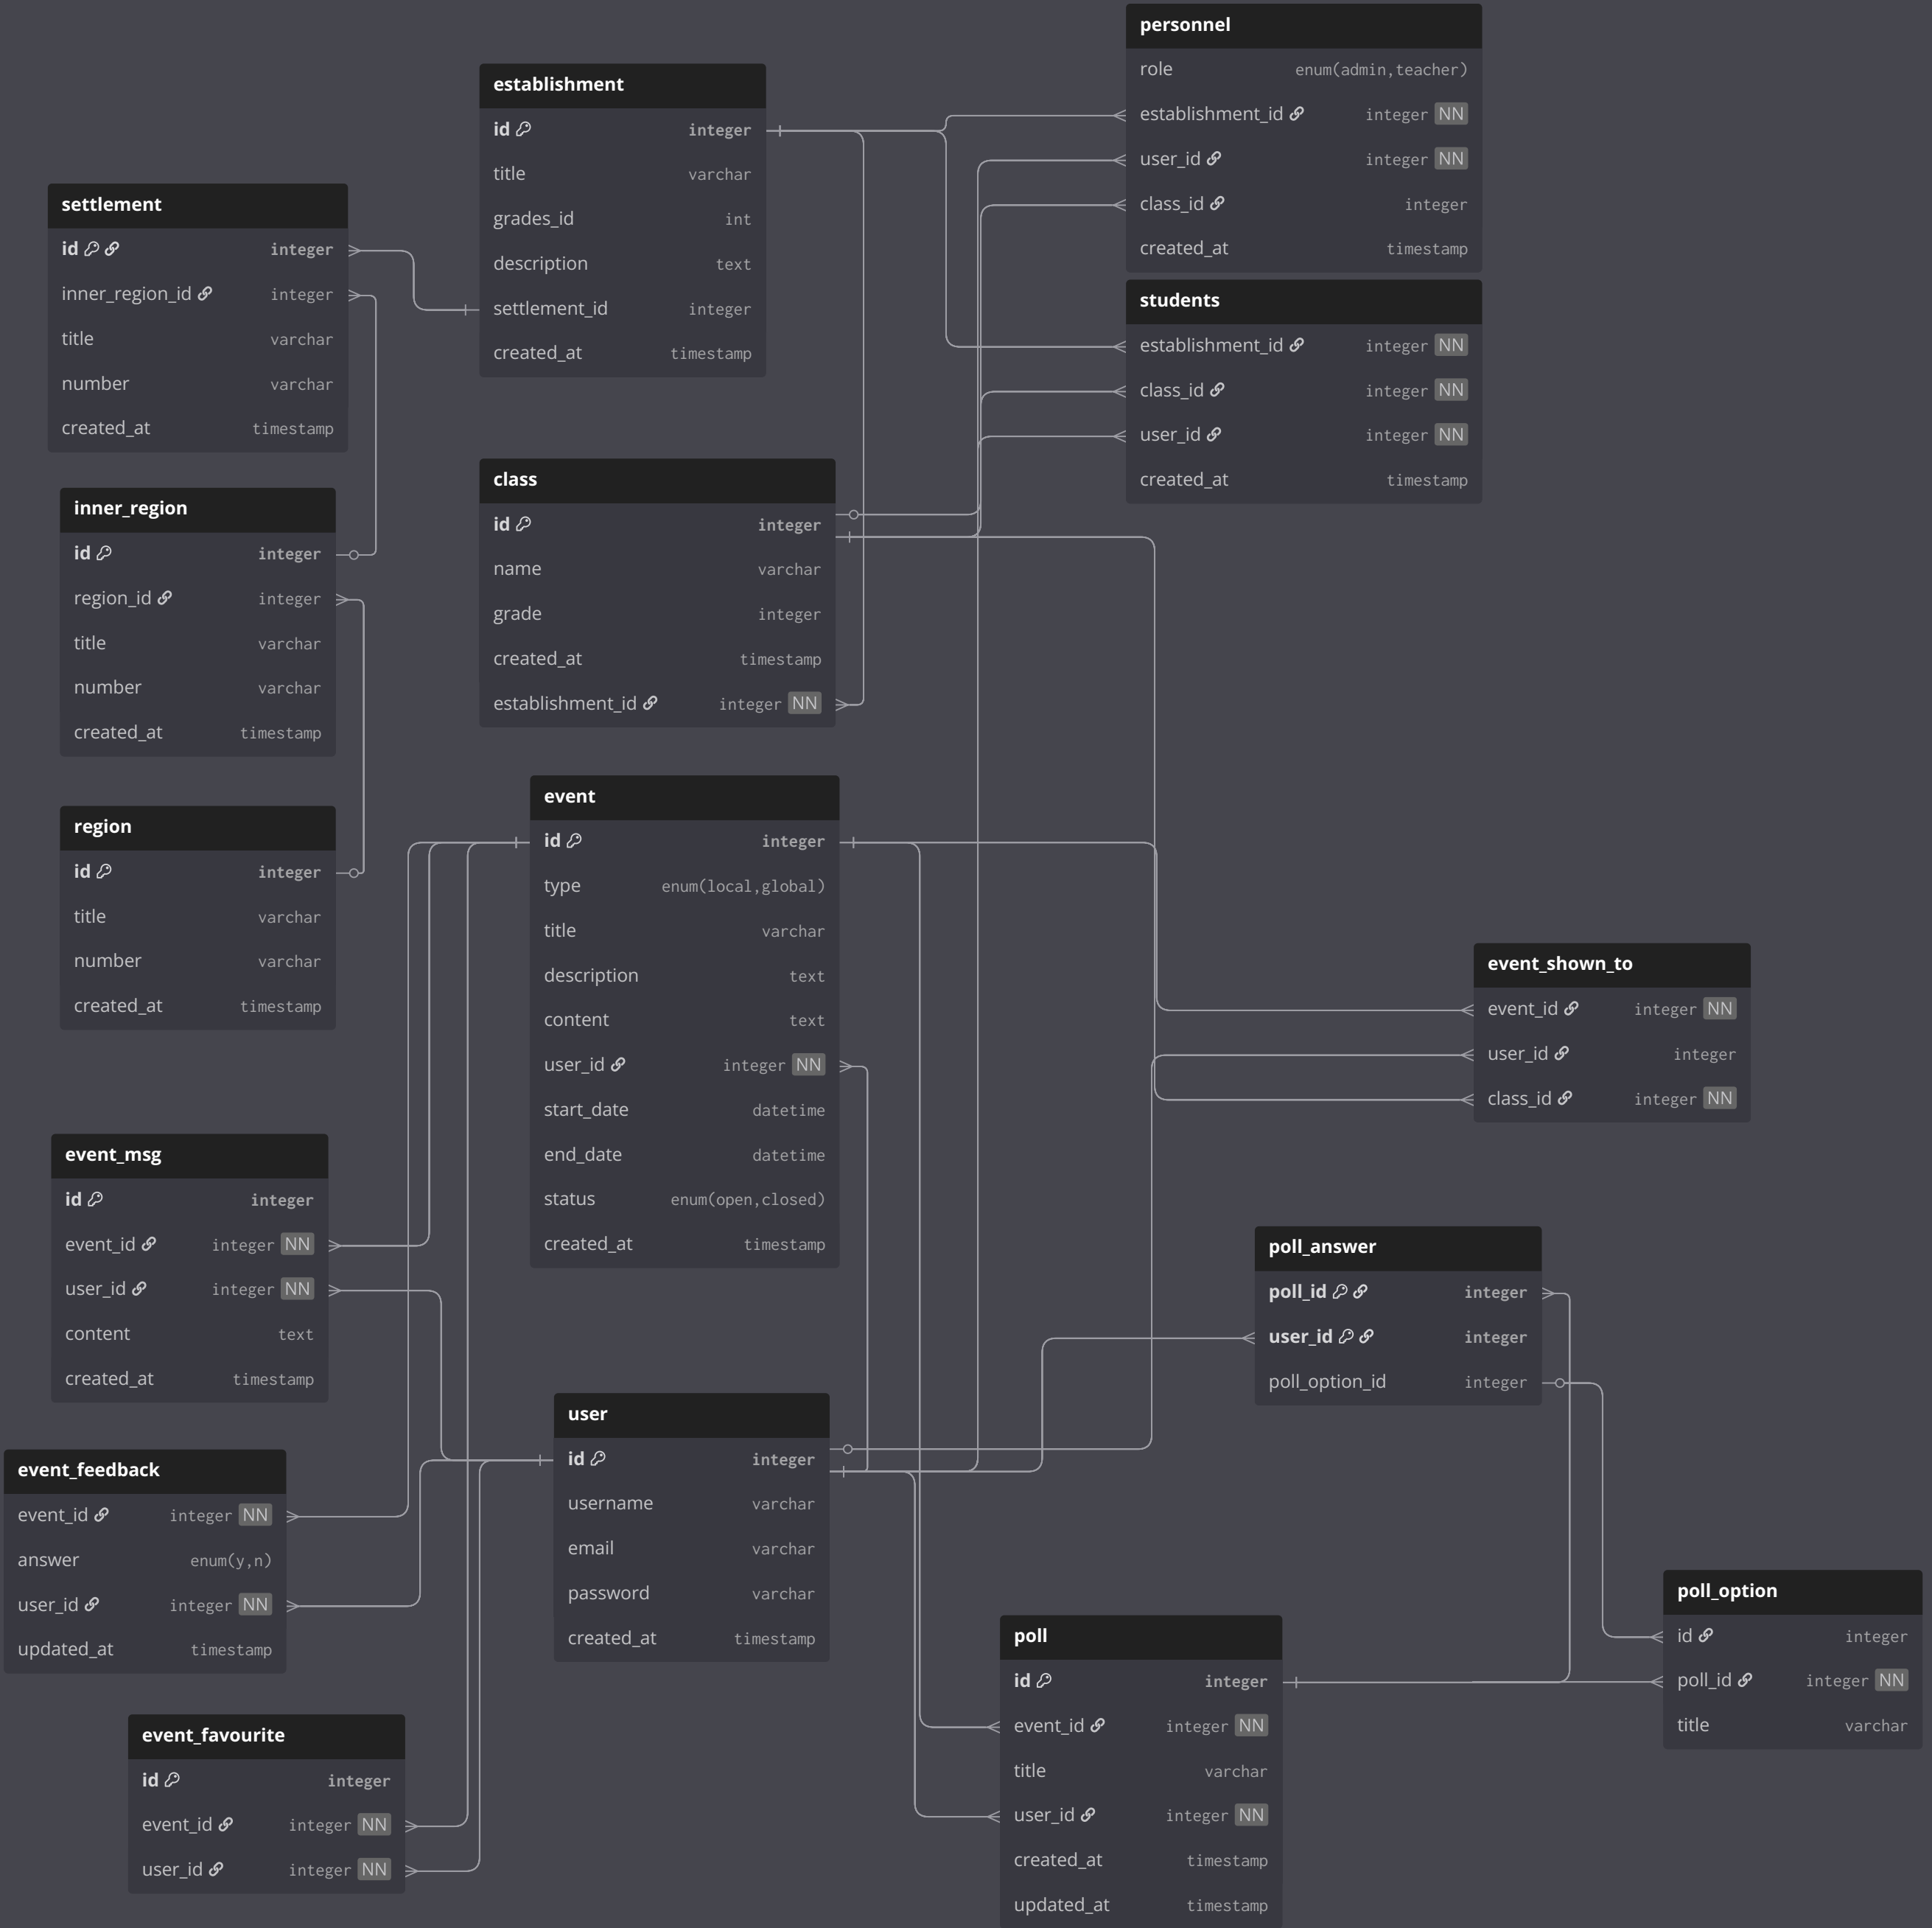 personnel
role enum(admin,teacher)
establishment_id integer NN
user_id integer NN
class_id integer
created_at timestamp
establishment
id integer
title varchar
grades_id int
description text
settlement_id integer
created_at timestamp
settlement
id integer
inner_region_id integer
title varchar
number varchar
created_at timestamp
students
establishment_id integer NN
class_id integer NN
user_id integer NN
created_at timestamp
class
id integer
name varchar
grade integer
created_at timestamp
establishment_id integer NN
inner_region
id integer
region_id integer
title varchar
number varchar
created_at timestamp
event
id integer
type enum(local,global)
title varchar
description text
content text
user_id integer NN
start_date datetime
end_date datetime
status enum(open,closed)
created_at timestamp
region
id integer
title varchar
number varchar
created_at timestamp
event_shown_to
event_id integer NN
user_id integer
class_id integer NN
event_msg
id integer
event_id integer NN
user_id integer NN
content text
created_at timestamp
poll_answer
poll_id integer
user_id integer
poll_option_id integer
user
id integer
username varchar
email varchar
password varchar
created_at timestamp
event_feedback
event_id integer NN
answer enum(y,n)
user_id integer NN
updated_at timestamp
poll_option
id integer
poll_id integer NN
title varchar
poll
id integer
event_id integer NN
title varchar
user_id integer NN
created_at timestamp
updated_at timestamp
event_favourite
id integer
event_id integer NN
user_id integer NN